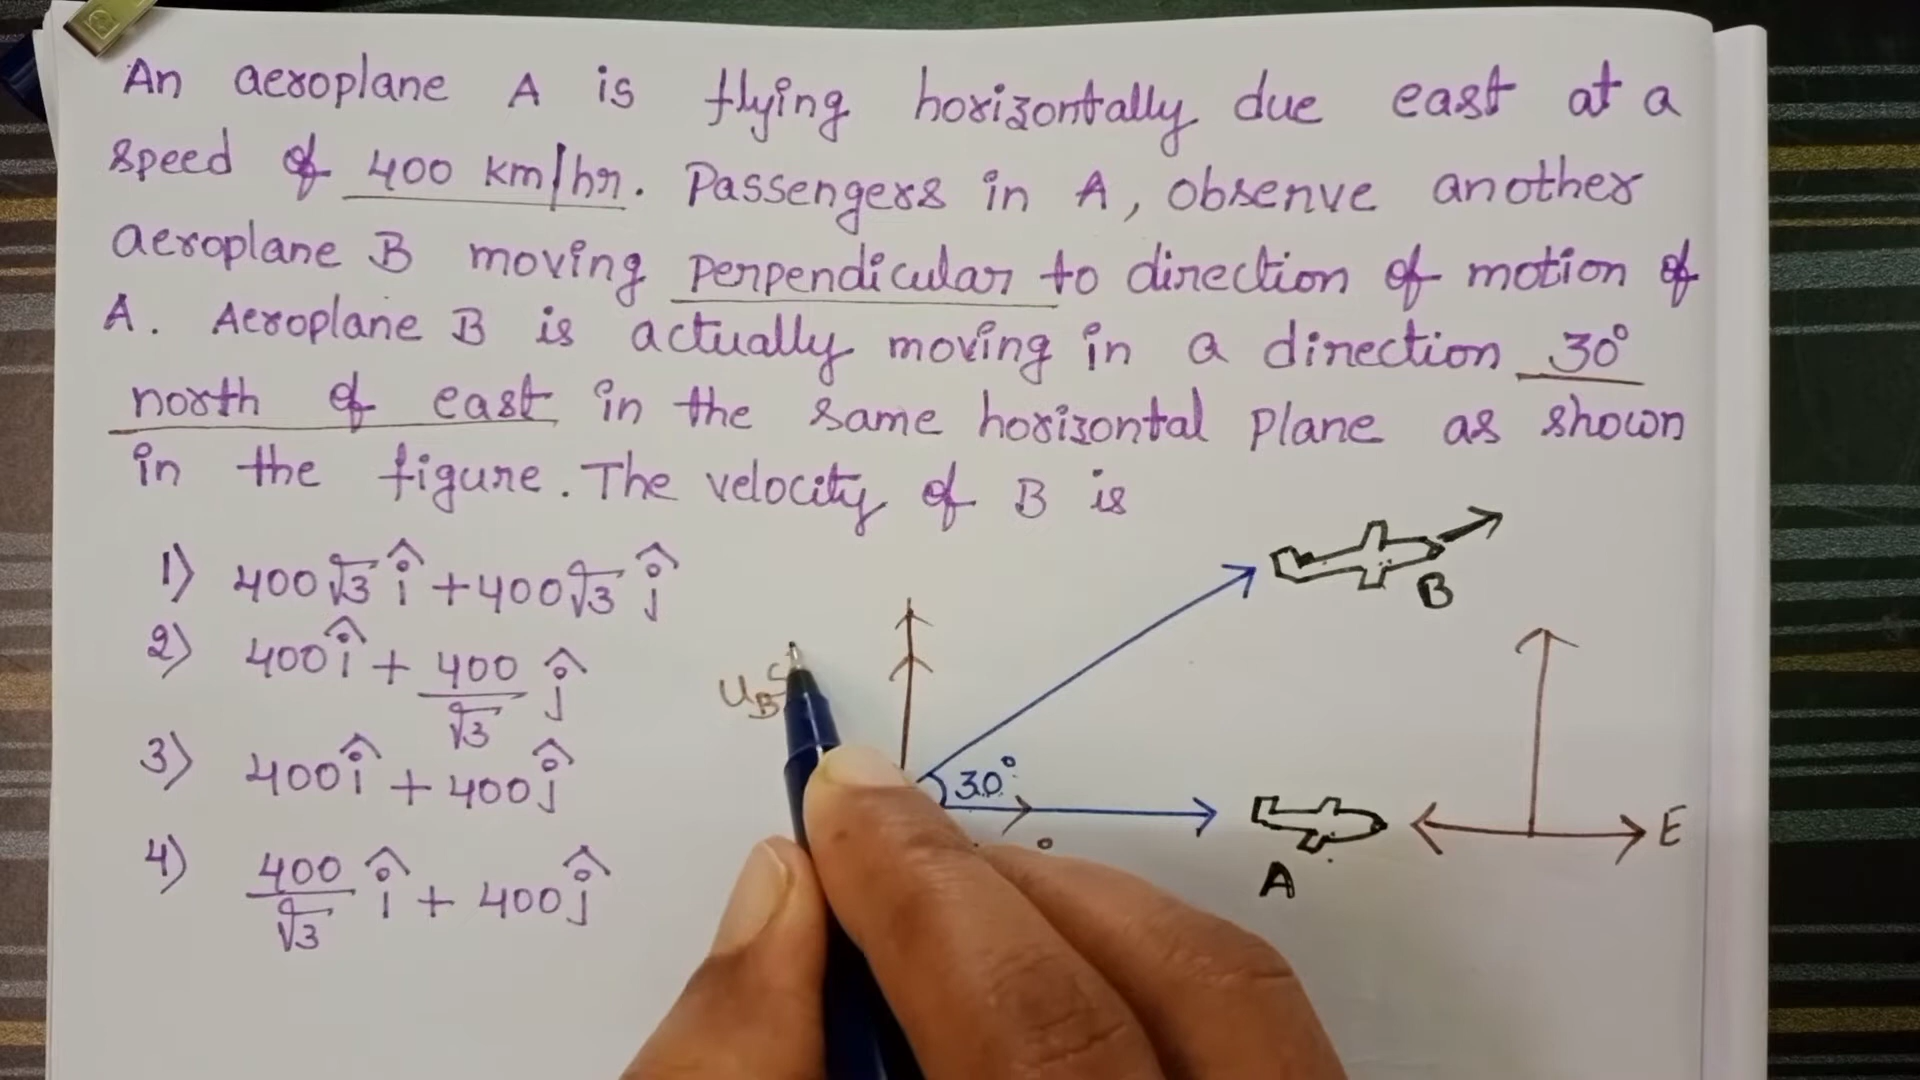 An aeroplane A is flying horizontally due east at a
speed of 400 km/hr. Passengers in A, observe another
aeroplane B moving perpendicular to direction of motion of
A. Aeroplane B is actually moving in a direction 30°
north of east in the same horizontal plane as shown
in the figure. The velocity of B is
1) 400√3 î + 400√3 ĵ
2) 400 î + 400/√3 ĵ
3) 400 î + 400 ĵ
4) 400/√3 î + 400 ĵ
B
30°
A
E